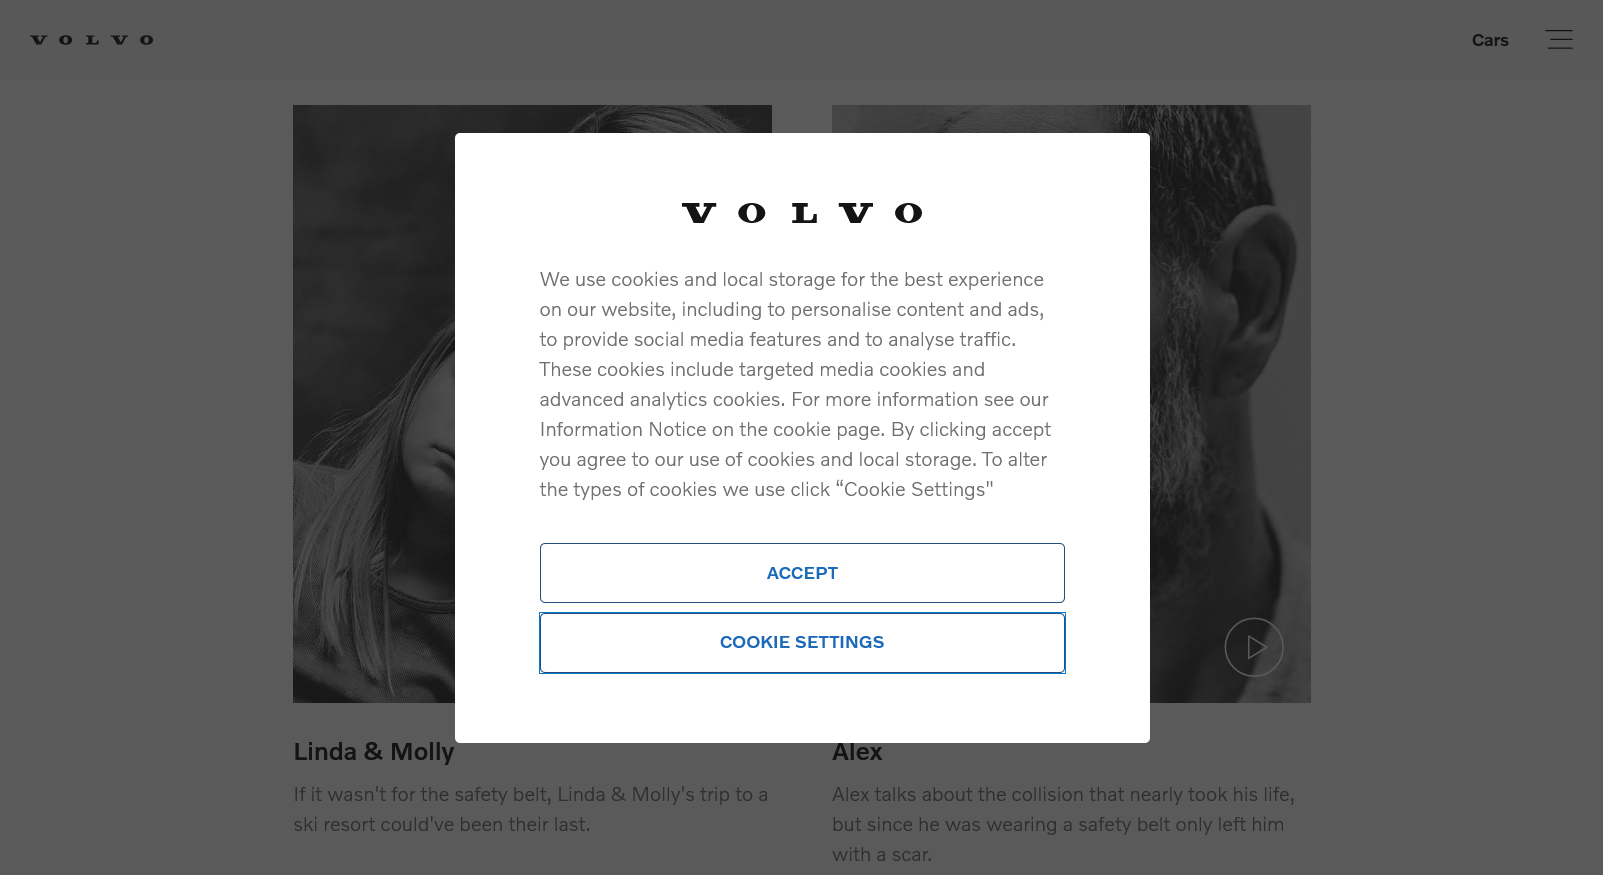 VOLVO
Cars
VOLVO
We use cookies and local storage for the best experience
on our website, including to personalise content and ads,
to provide social media features and to analyse traffic.
These cookies include targeted media cookies and
advanced analytics cookies. For more information see our
Information Notice on the cookie page. By clicking accept
you agree to our use of cookies and local storage. To alter
the types of cookies we use click “Cookie Settings"
ACCEPT
COOKIE SETTINGS
Linda & Molly
If it wasn't for the safety belt, Linda & Molly's trip to a
ski resort could've been their last.
Alex
Alex talks about the collision that nearly took his life,
but since he was wearing a safety belt only left him
with a scar.